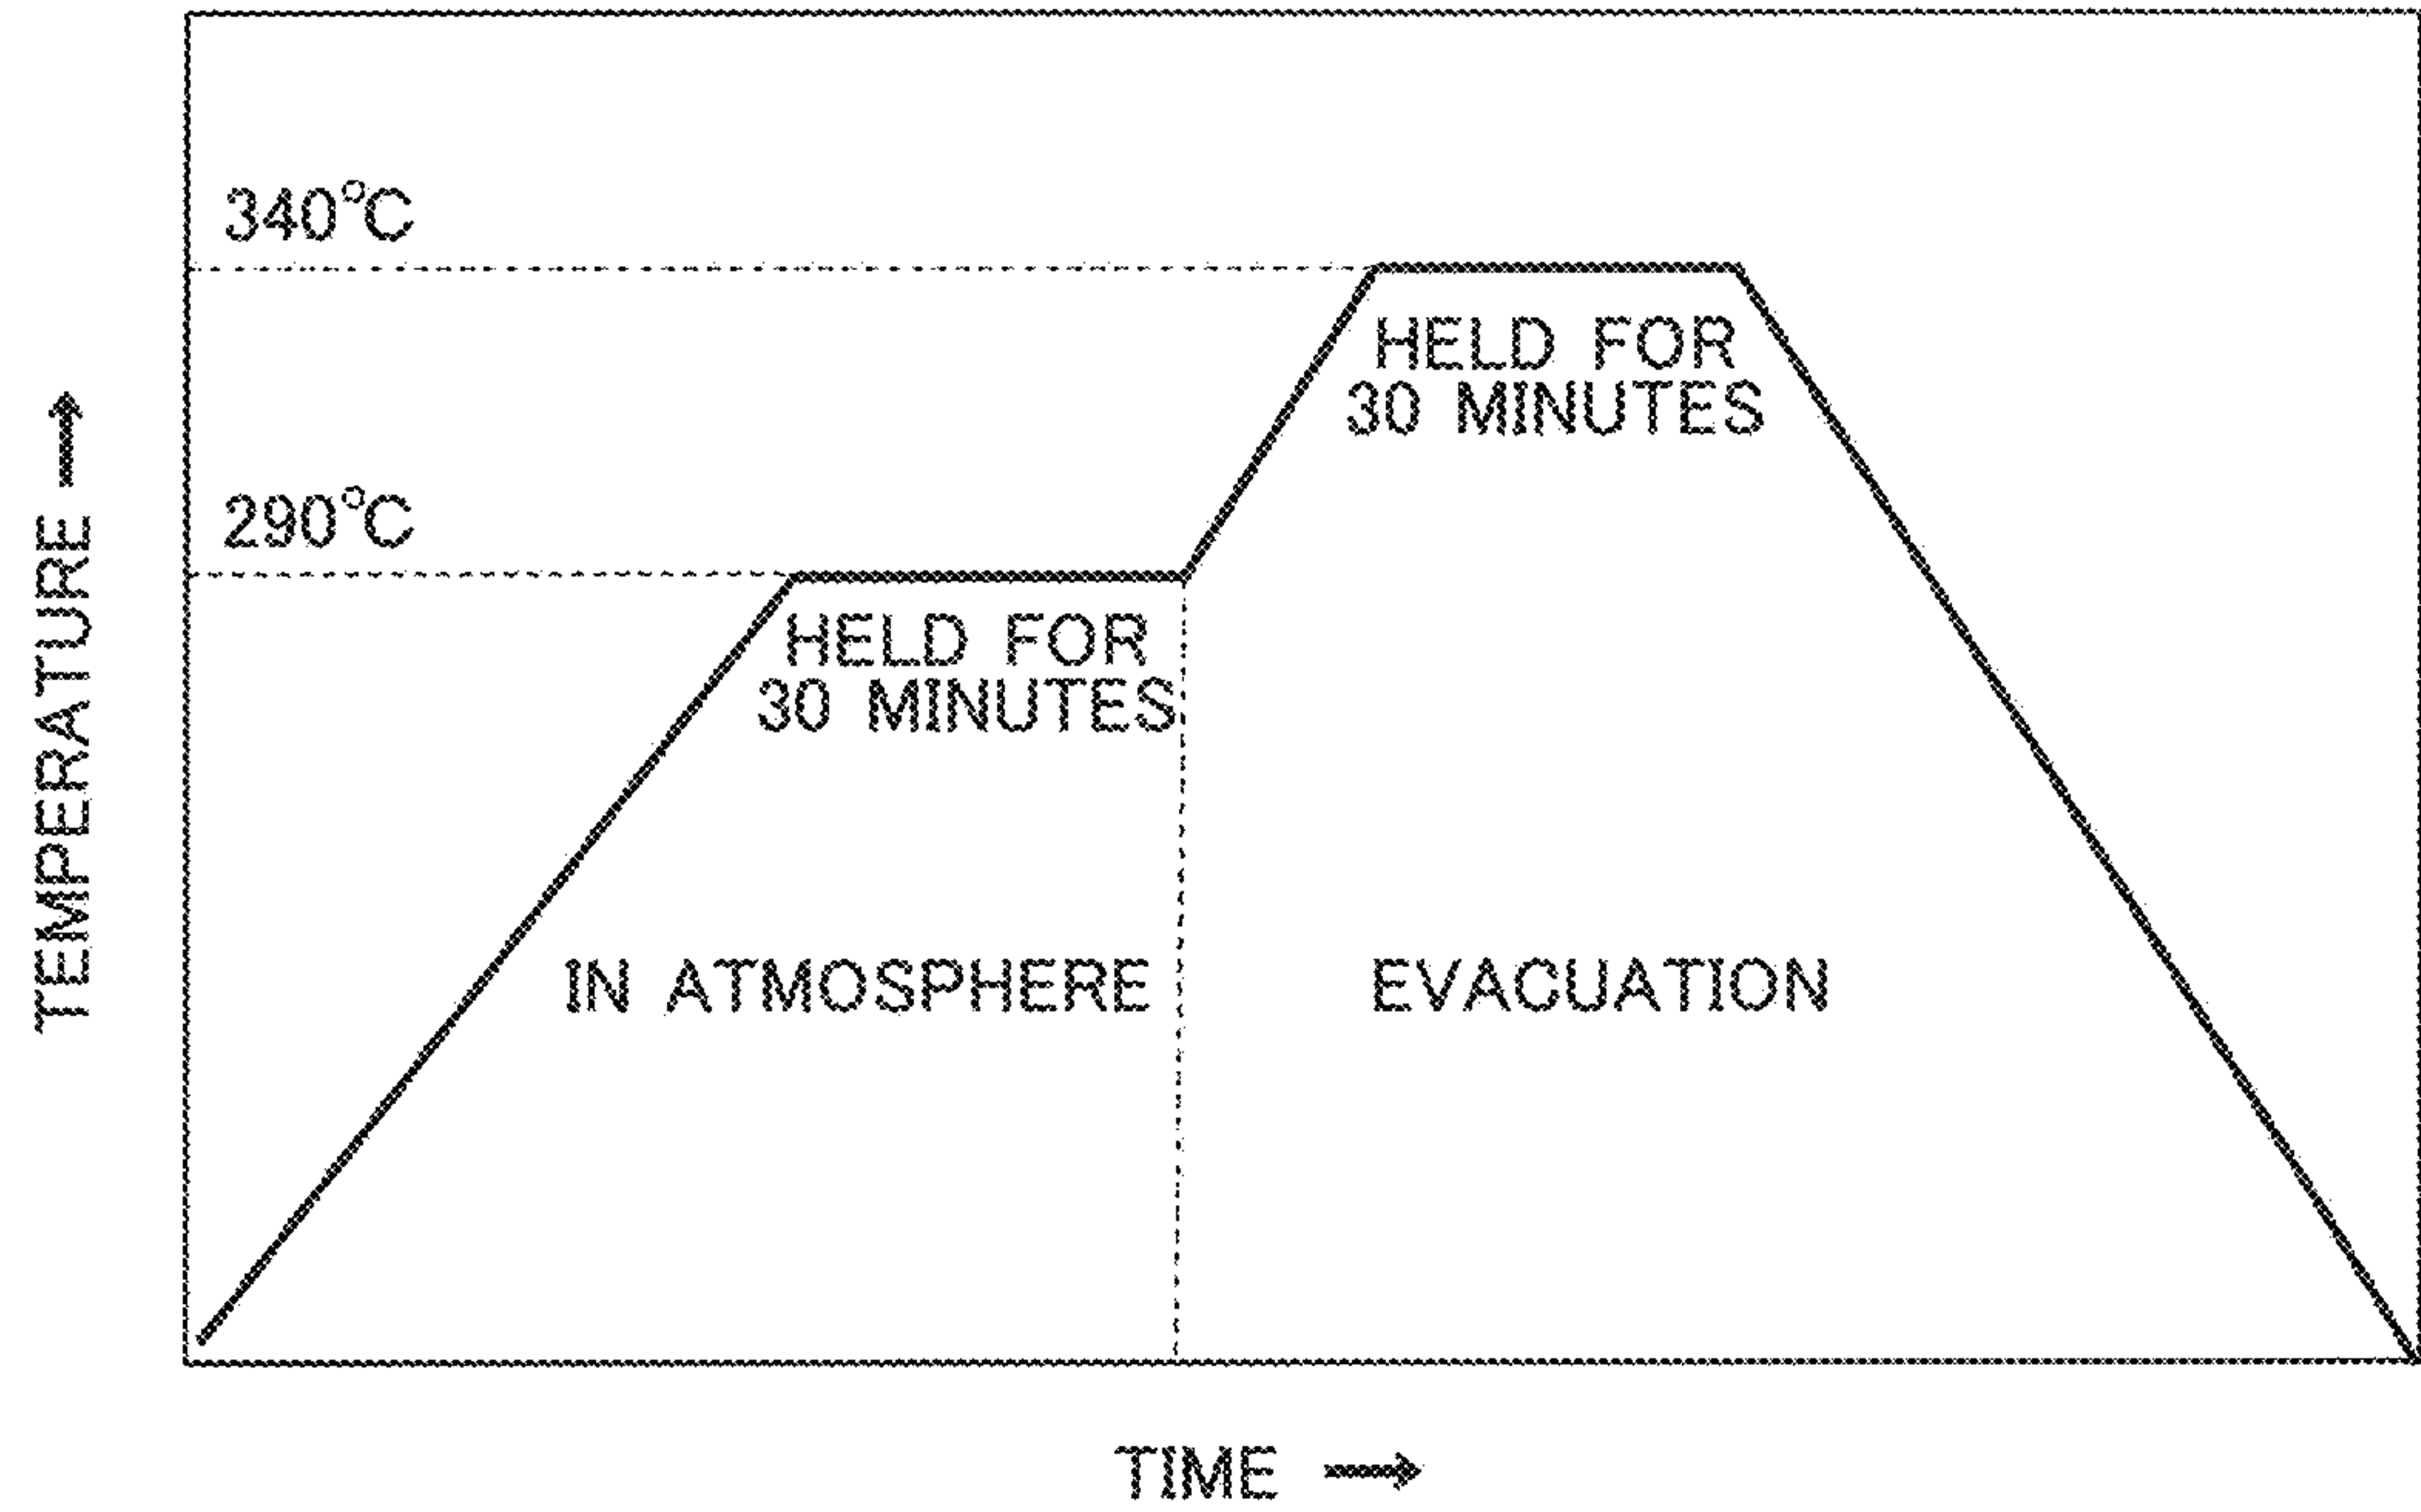 340°C
HELD FOR
30 MINUTES
290°C
HELD FOR
30 MINUTES
IN ATMOSPHERE
EVACUATION
TEMPERATURE →
TIME →